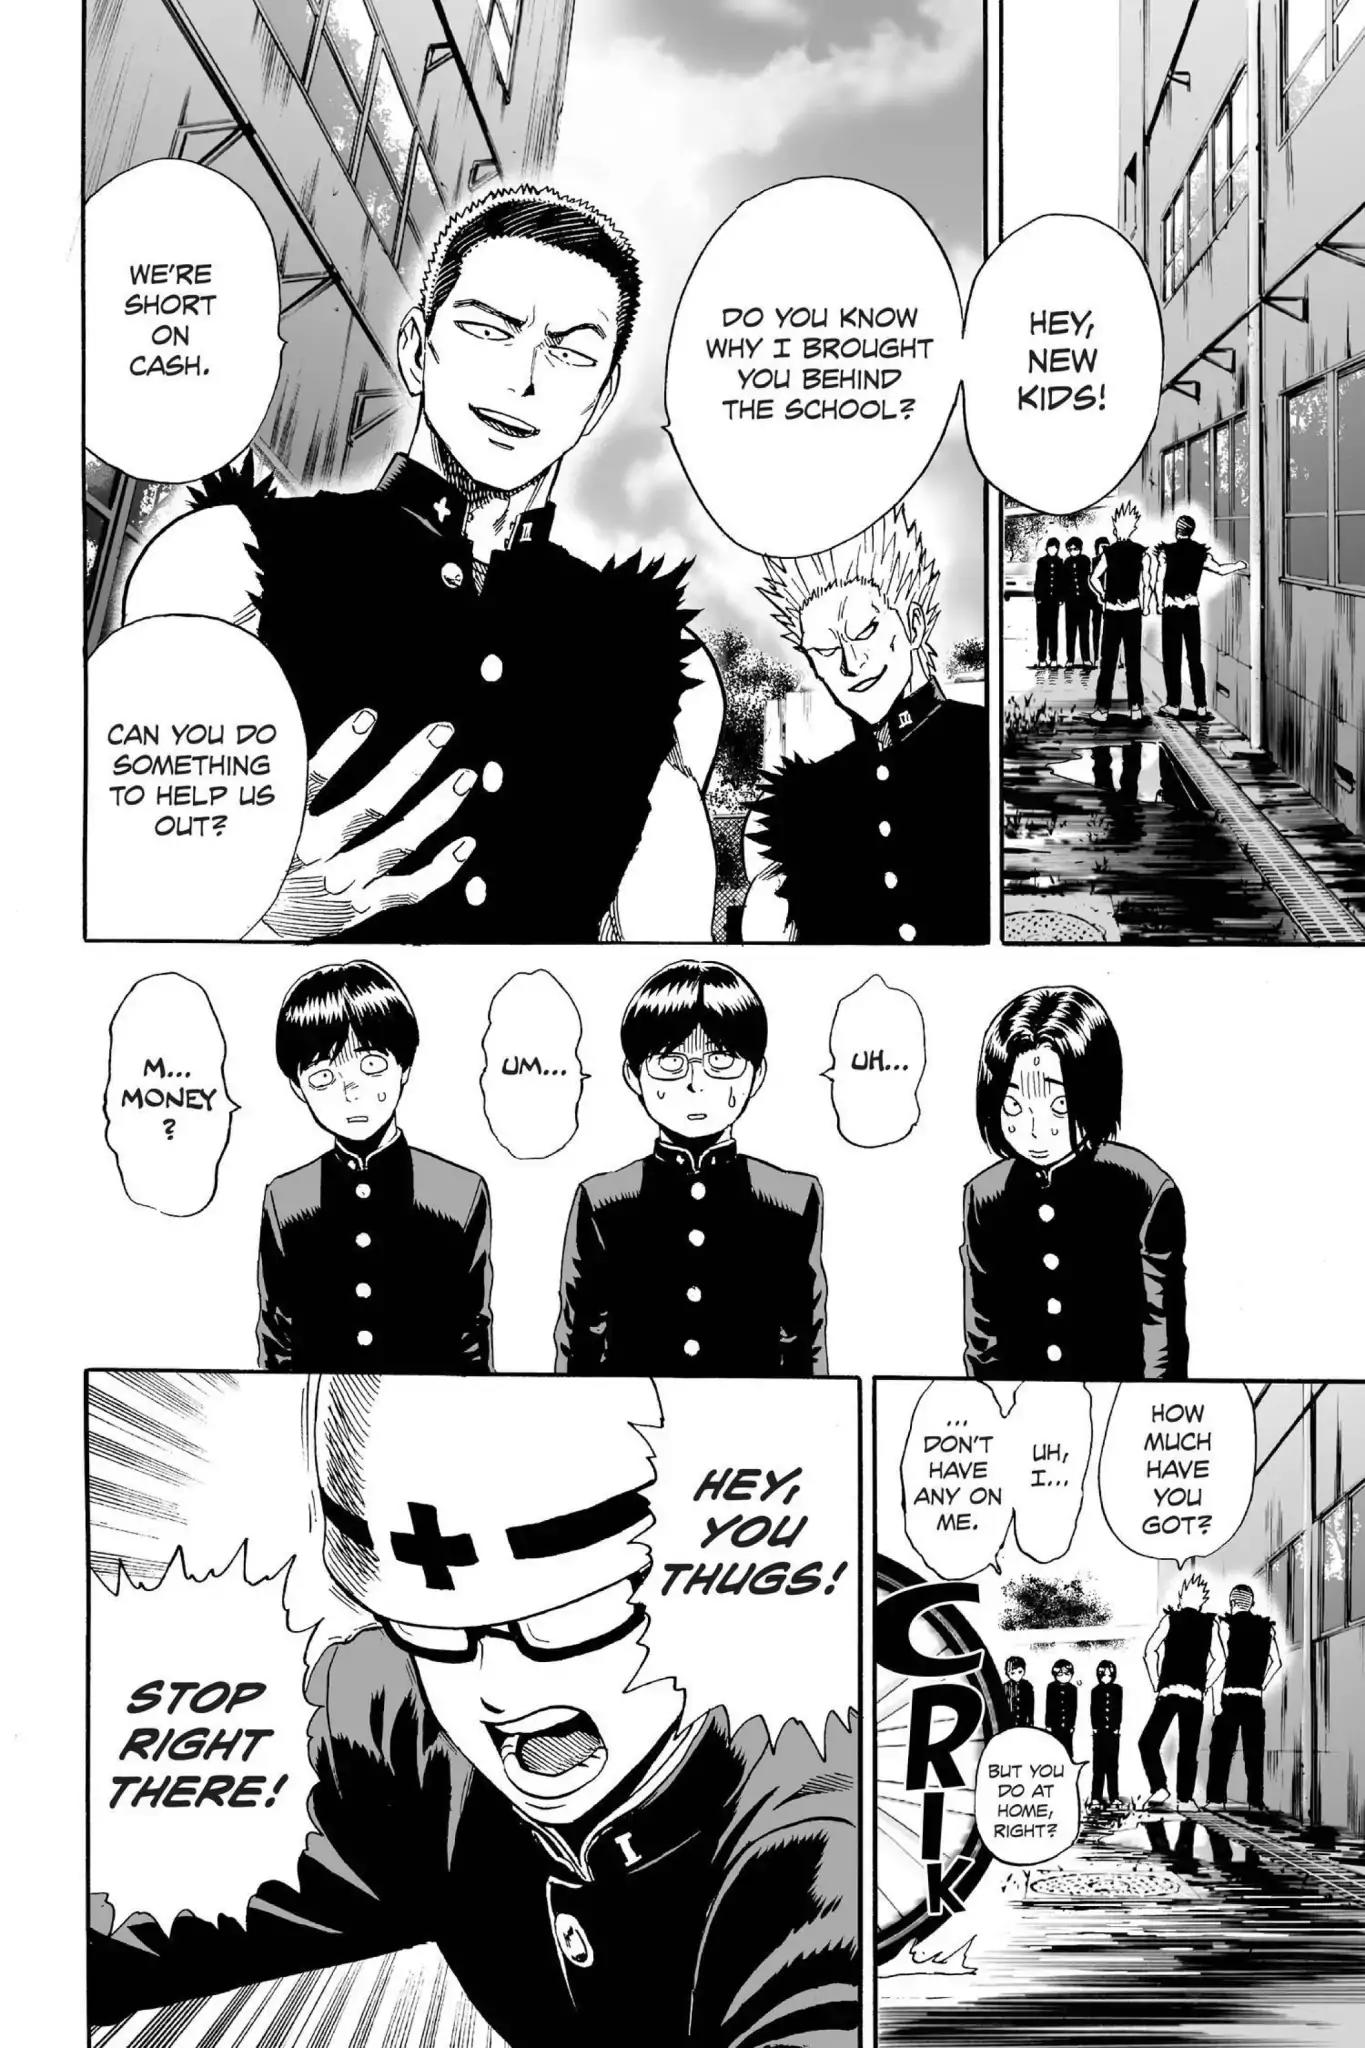 HEY,
NEW
KIDS!
DO YOU KNOW
WHY I BROUGHT
YOU BEHIND
THE SCHOOL?
WE'RE
SHORT
ON
CASH.
CAN YOU DO
SOMETHING
TO HELP US
OUT?
UH...
UM...
M...
MONEY
?
HOW
MUCH
HAVE
YOU
GOT?
UH,
I...
...
DON'T
HAVE
ANY ON
ME.
BUT YOU
DO AT
HOME,
RIGHT?
CRIK
HEY,
YOU
THUGS!
STOP
RIGHT
THERE!
I